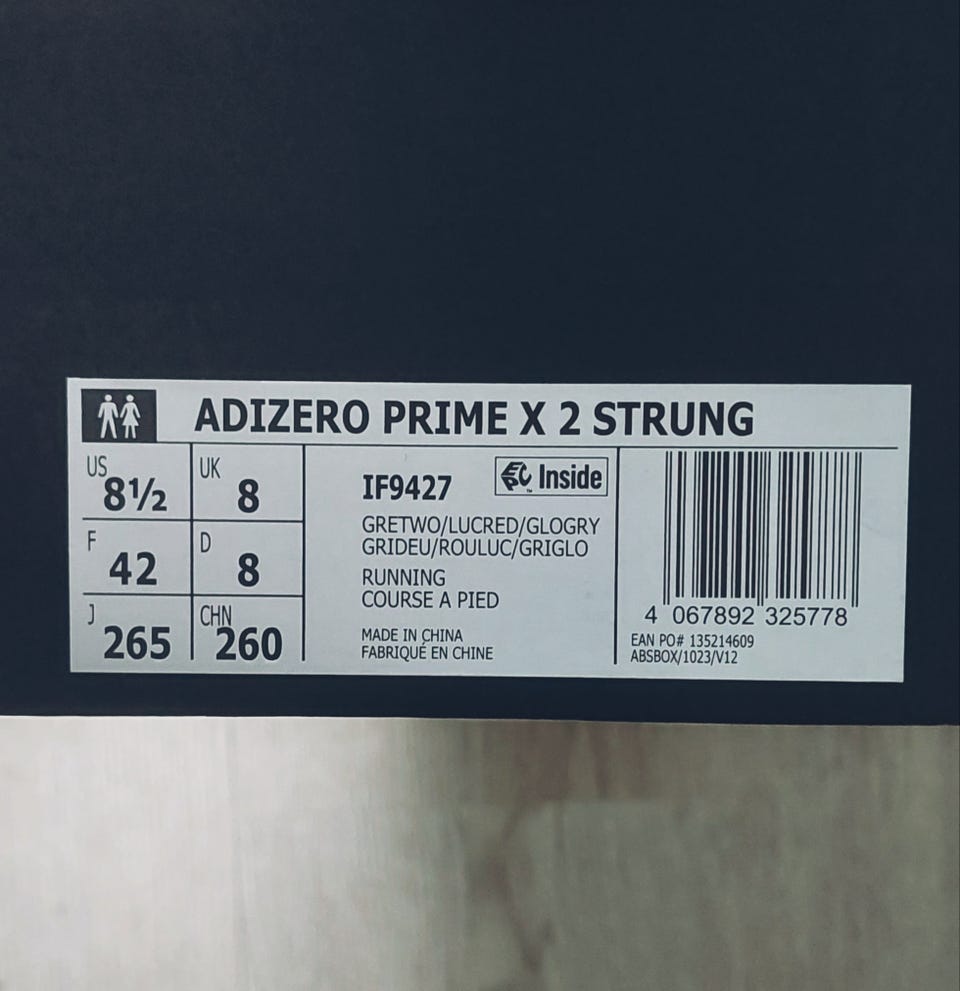 ADIZERO PRIME X 2 STRUNG
US 8½
UK 8
F 42
D 8
J 265
CHN 260
IF9427
Inside
GRETWO/LUCRED/GLOGRY
GRIDEU/ROULUC/GRIGLO
RUNNING
COURSE A PIED
MADE IN CHINA
FABRIQUÉ EN CHINE
4 067892 325778
EAN PO# 135214609
ABSBOX/1023/V12